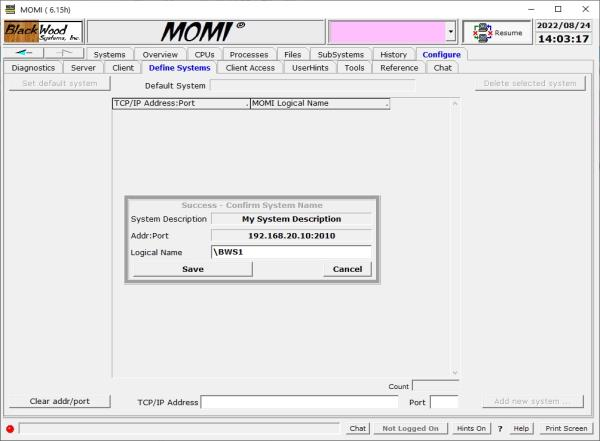 MOMI ( 6.15h)
BlackWood Systems, Inc. MOMI ® Resume 2022/08/24
14:03:17
Systems Overview CPUs Processes Files SubSystems History Configure
Diagnostics Server Client Define Systems Client Access UserHints Tools Reference Chat
Set default system Default System Delete selected system
TCP/IP Address:Port . MOMI Logical Name .
Success - Confirm System Name
System Description My System Description
Addr:Port 192.168.20.10:2010
Logical Name \BWS1
Save Cancel
Count
Clear addr/port TCP/IP Address Port Add new system ...
Chat Not Logged On Hints On ? Help Print Screen